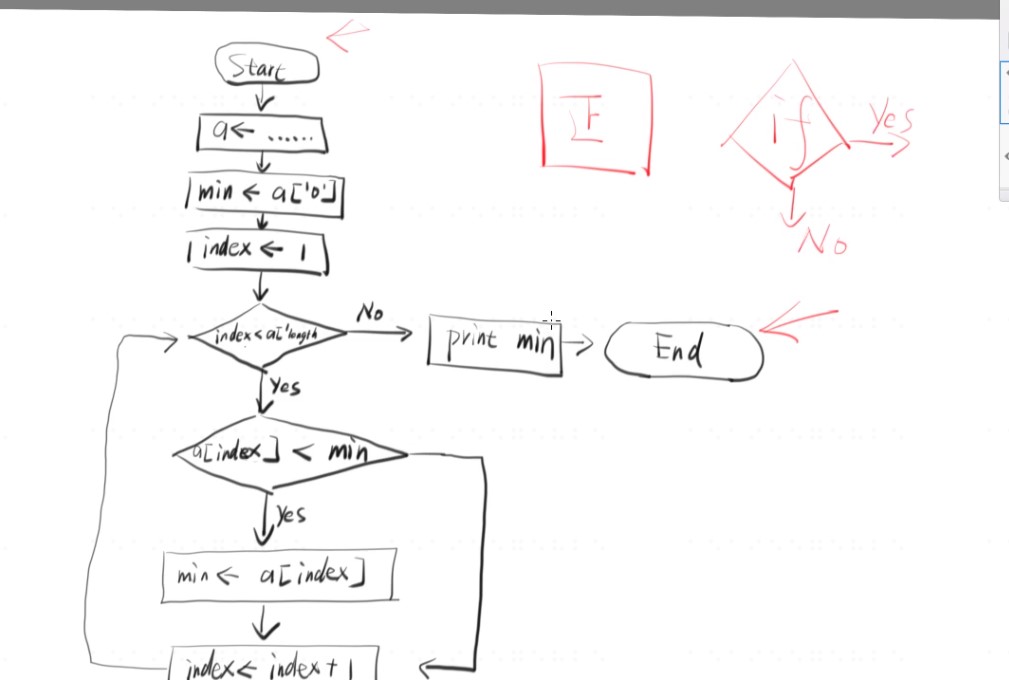 Start
a← ......
min ← a['0']
index ← 1
index<a['length
No
Yes
print min
End
a[index] < min
Yes
min ← a[index]
index← index + 1
if
Yes
No